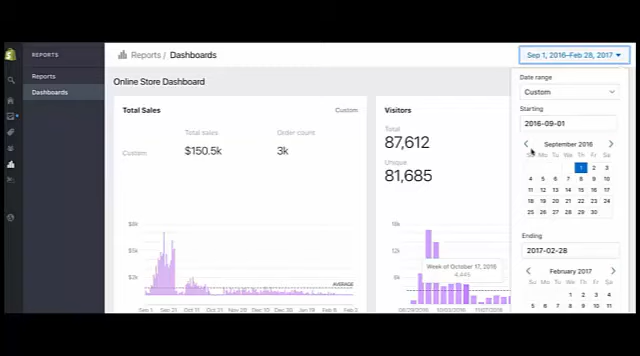 REPORTS
Reports
Dashboards
Reports / Dashboards
Sep 1, 2016–Feb 28, 2017
Online Store Dashboard
Total Sales
Custom
Total sales
Order count
Custom
$150.5k
3k
$8k
$5k
$2k
AVERAGE
Sep 1
Sep 21
Oct 11
Oct 31
Nov 20
Dec 10
Dec 30
Jan 19
Feb 8
Visitors
Total
87,612
Unique
81,685
18k
12k
6k
Week of October 17, 2016
4,445
08/29/2016
10/03/2016
11/07/2016
Date range
Custom
Starting
2016-09-01
September 2016
Su Mo Tu We Th Fr Sa
1 2 3
4 5 6 7 8 9 10
11 12 13 14 15 16 17
18 19 20 21 22 23 24
25 26 27 28 29 30
Ending
2017-02-28
February 2017
Su Mo Tu We Th Fr Sa
1 2 3 4
5 6 7 8 9 10 11